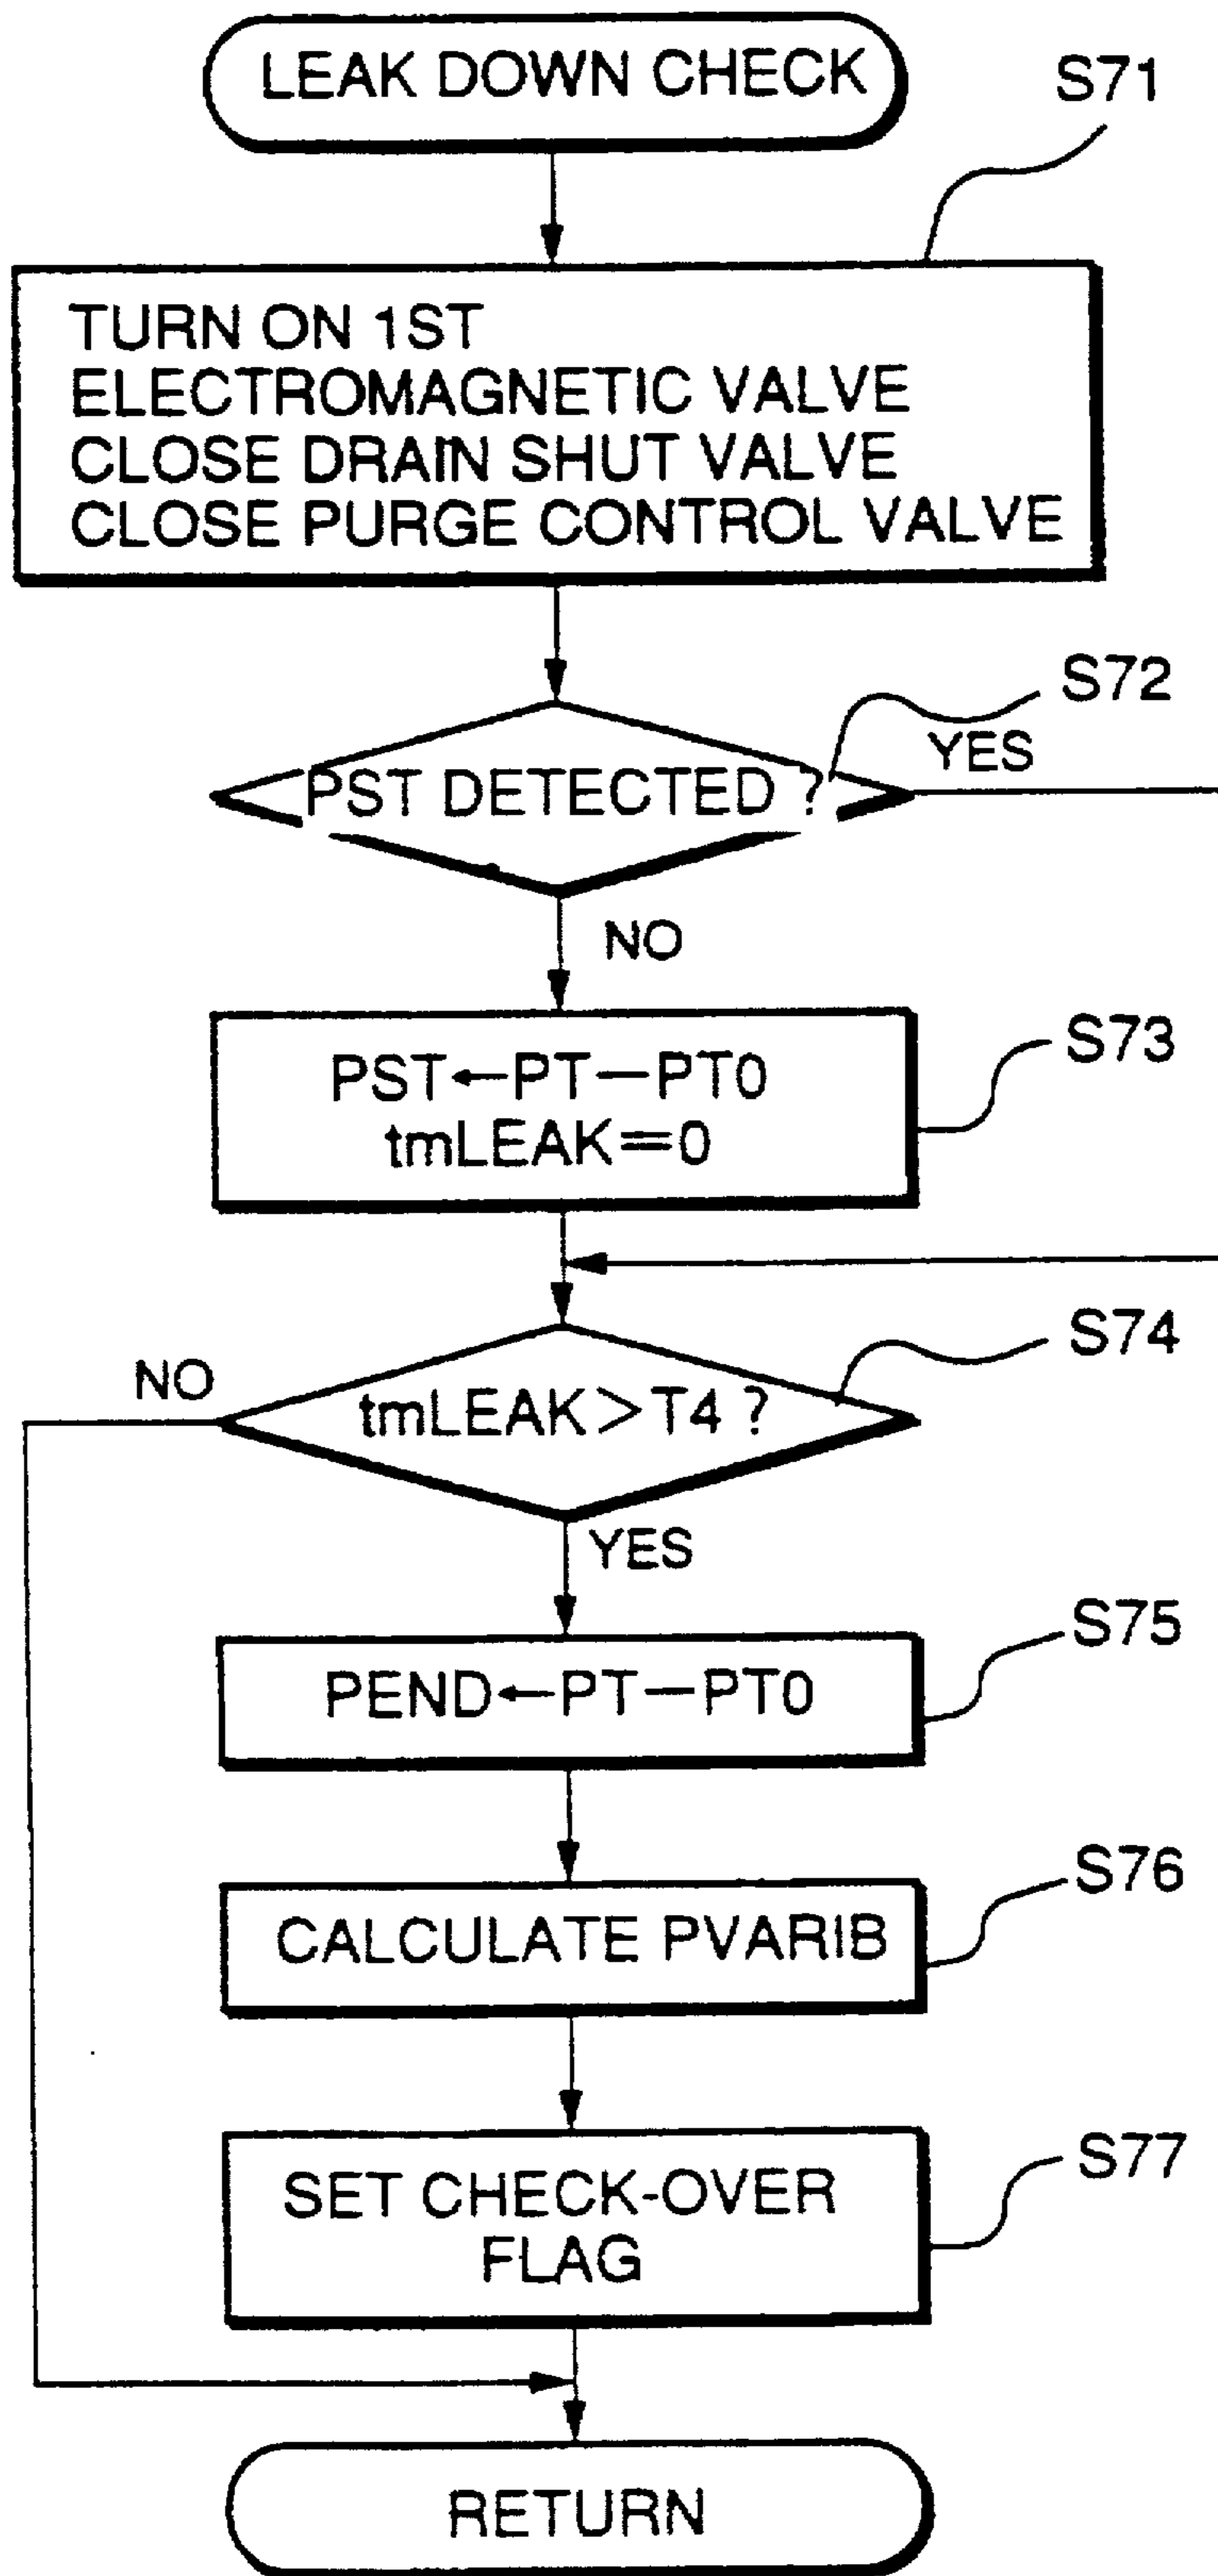 LEAK DOWN CHECK
S71
TURN ON 1ST
ELECTROMAGNETIC VALVE
CLOSE DRAIN SHUT VALVE
CLOSE PURGE CONTROL VALVE
S72
YES
PST DETECTED ?
NO
S73
PST←PT—PT0
tmLEAK=0
S74
NO
tmLEAK>T4 ?
YES
S75
PEND←PT—PT0
S76
CALCULATE PVARIB
S77
SET CHECK-OVER
FLAG
RETURN